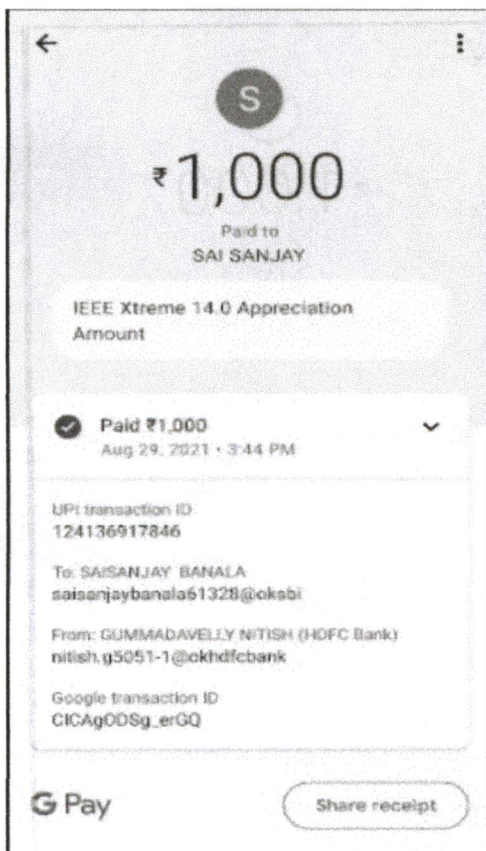 S
₹1,000
Paid to
SAI SANJAY
IEEE Xtreme 14.0 Appreciation
Amount
Paid ₹1,000
Aug 29, 2021 • 3:44 PM
UPI transaction ID
124136917846
To: SAISANJAY BANALA
saisanjaybanala61328@oksbi
From: GUMMADAVELLY NITISH (HDFC Bank)
nitish.g5051-1@okhdfcbank
Google transaction ID
CICAgODSg_erGQ
G Pay
Share receipt